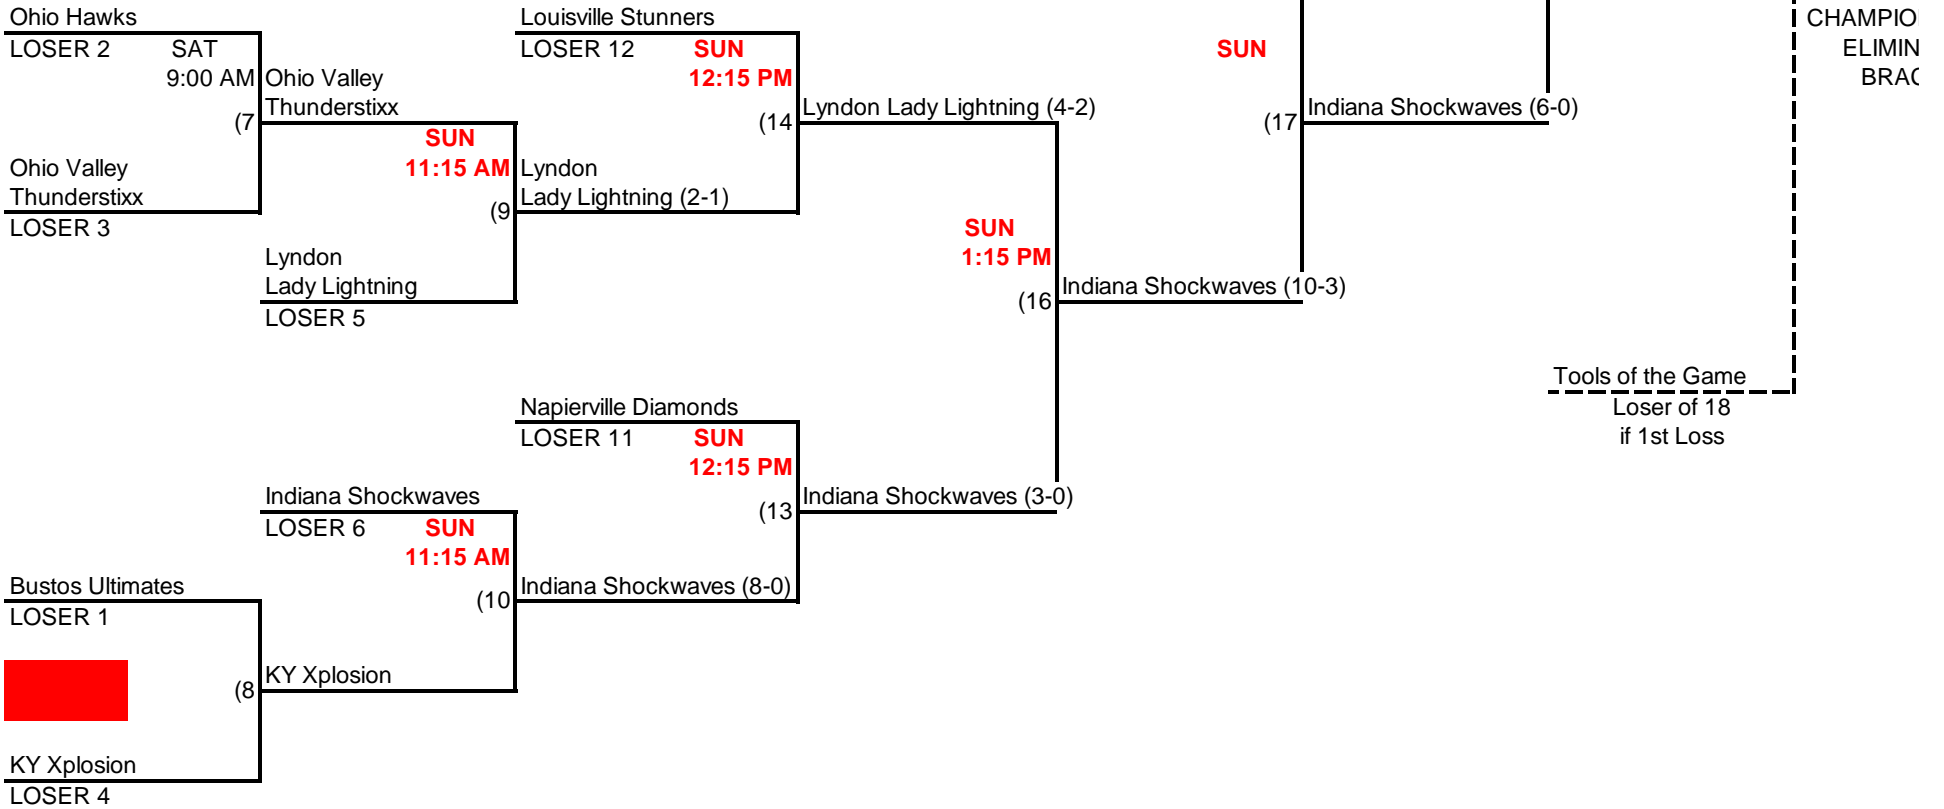 Ohio Hawks
LOSER 2 SAT
9:00 AM
Ohio Valley
Thunderstixx
(7
Ohio Valley
Thunderstixx
LOSER 3
SUN
11:15 AM
(9
Lyndon
Lady Lightning
LOSER 5
Louisville Stunners
LOSER 12 SUN
12:15 PM
(14
Lyndon
Lady Lightning (2-1)
Lyndon Lady Lightning (4-2)
SUN
1:15 PM
(16
Indiana Shockwaves (10-3)
SUN
(17
Indiana Shockwaves (6-0)
Tools of the Game
Loser of 18
if 1st Loss
Napierville Diamonds
LOSER 11 SUN
12:15 PM
(13
Indiana Shockwaves (3-0)
Indiana Shockwaves
LOSER 6 SUN
11:15 AM
(10
Indiana Shockwaves (8-0)
Bustos Ultimates
LOSER 1
(8
KY Xplosion
KY Xplosion
LOSER 4